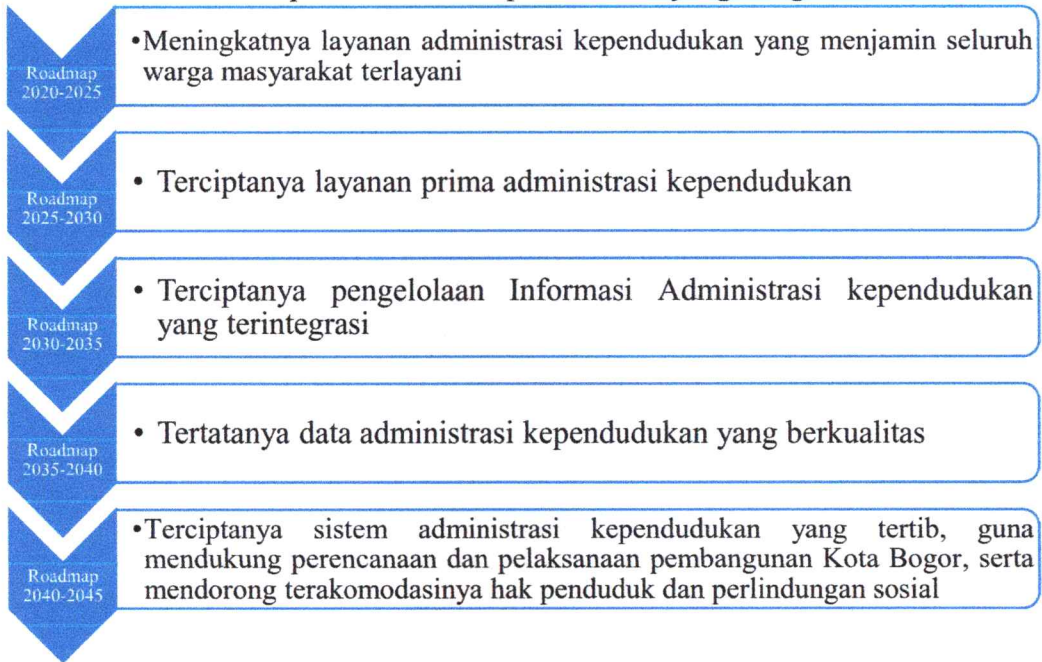 Roadmap
2020-2025
•Meningkatnya layanan administrasi kependudukan yang menjamin seluruh
warga masyarakat terlayani
Roadmap
2025-2030
• Terciptanya layanan prima administrasi kependudukan
Roadmap
2030-2035
• Terciptanya pengelolaan Informasi Administrasi kependudukan
yang terintegrasi
Roadmap
2035-2040
• Tertatanya data administrasi kependudukan yang berkualitas
Roadmap
2040-2045
•Terciptanya sistem administrasi kependudukan yang tertib, guna
mendukung perencanaan dan pelaksanaan pembangunan Kota Bogor, serta
mendorong terakomodasinya hak penduduk dan perlindungan sosial